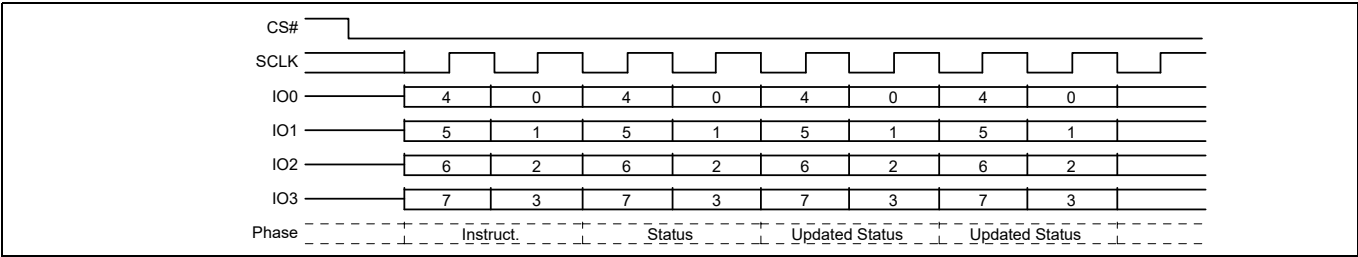 CS#
SCLK
IO0 4 0 4 0 4 0 4 0
IO1 5 1 5 1 5 1 5 1
IO2 6 2 6 2 6 2 6 2
IO3 7 3 7 3 7 3 7 3
Phase Instruct. Status Updated Status Updated Status